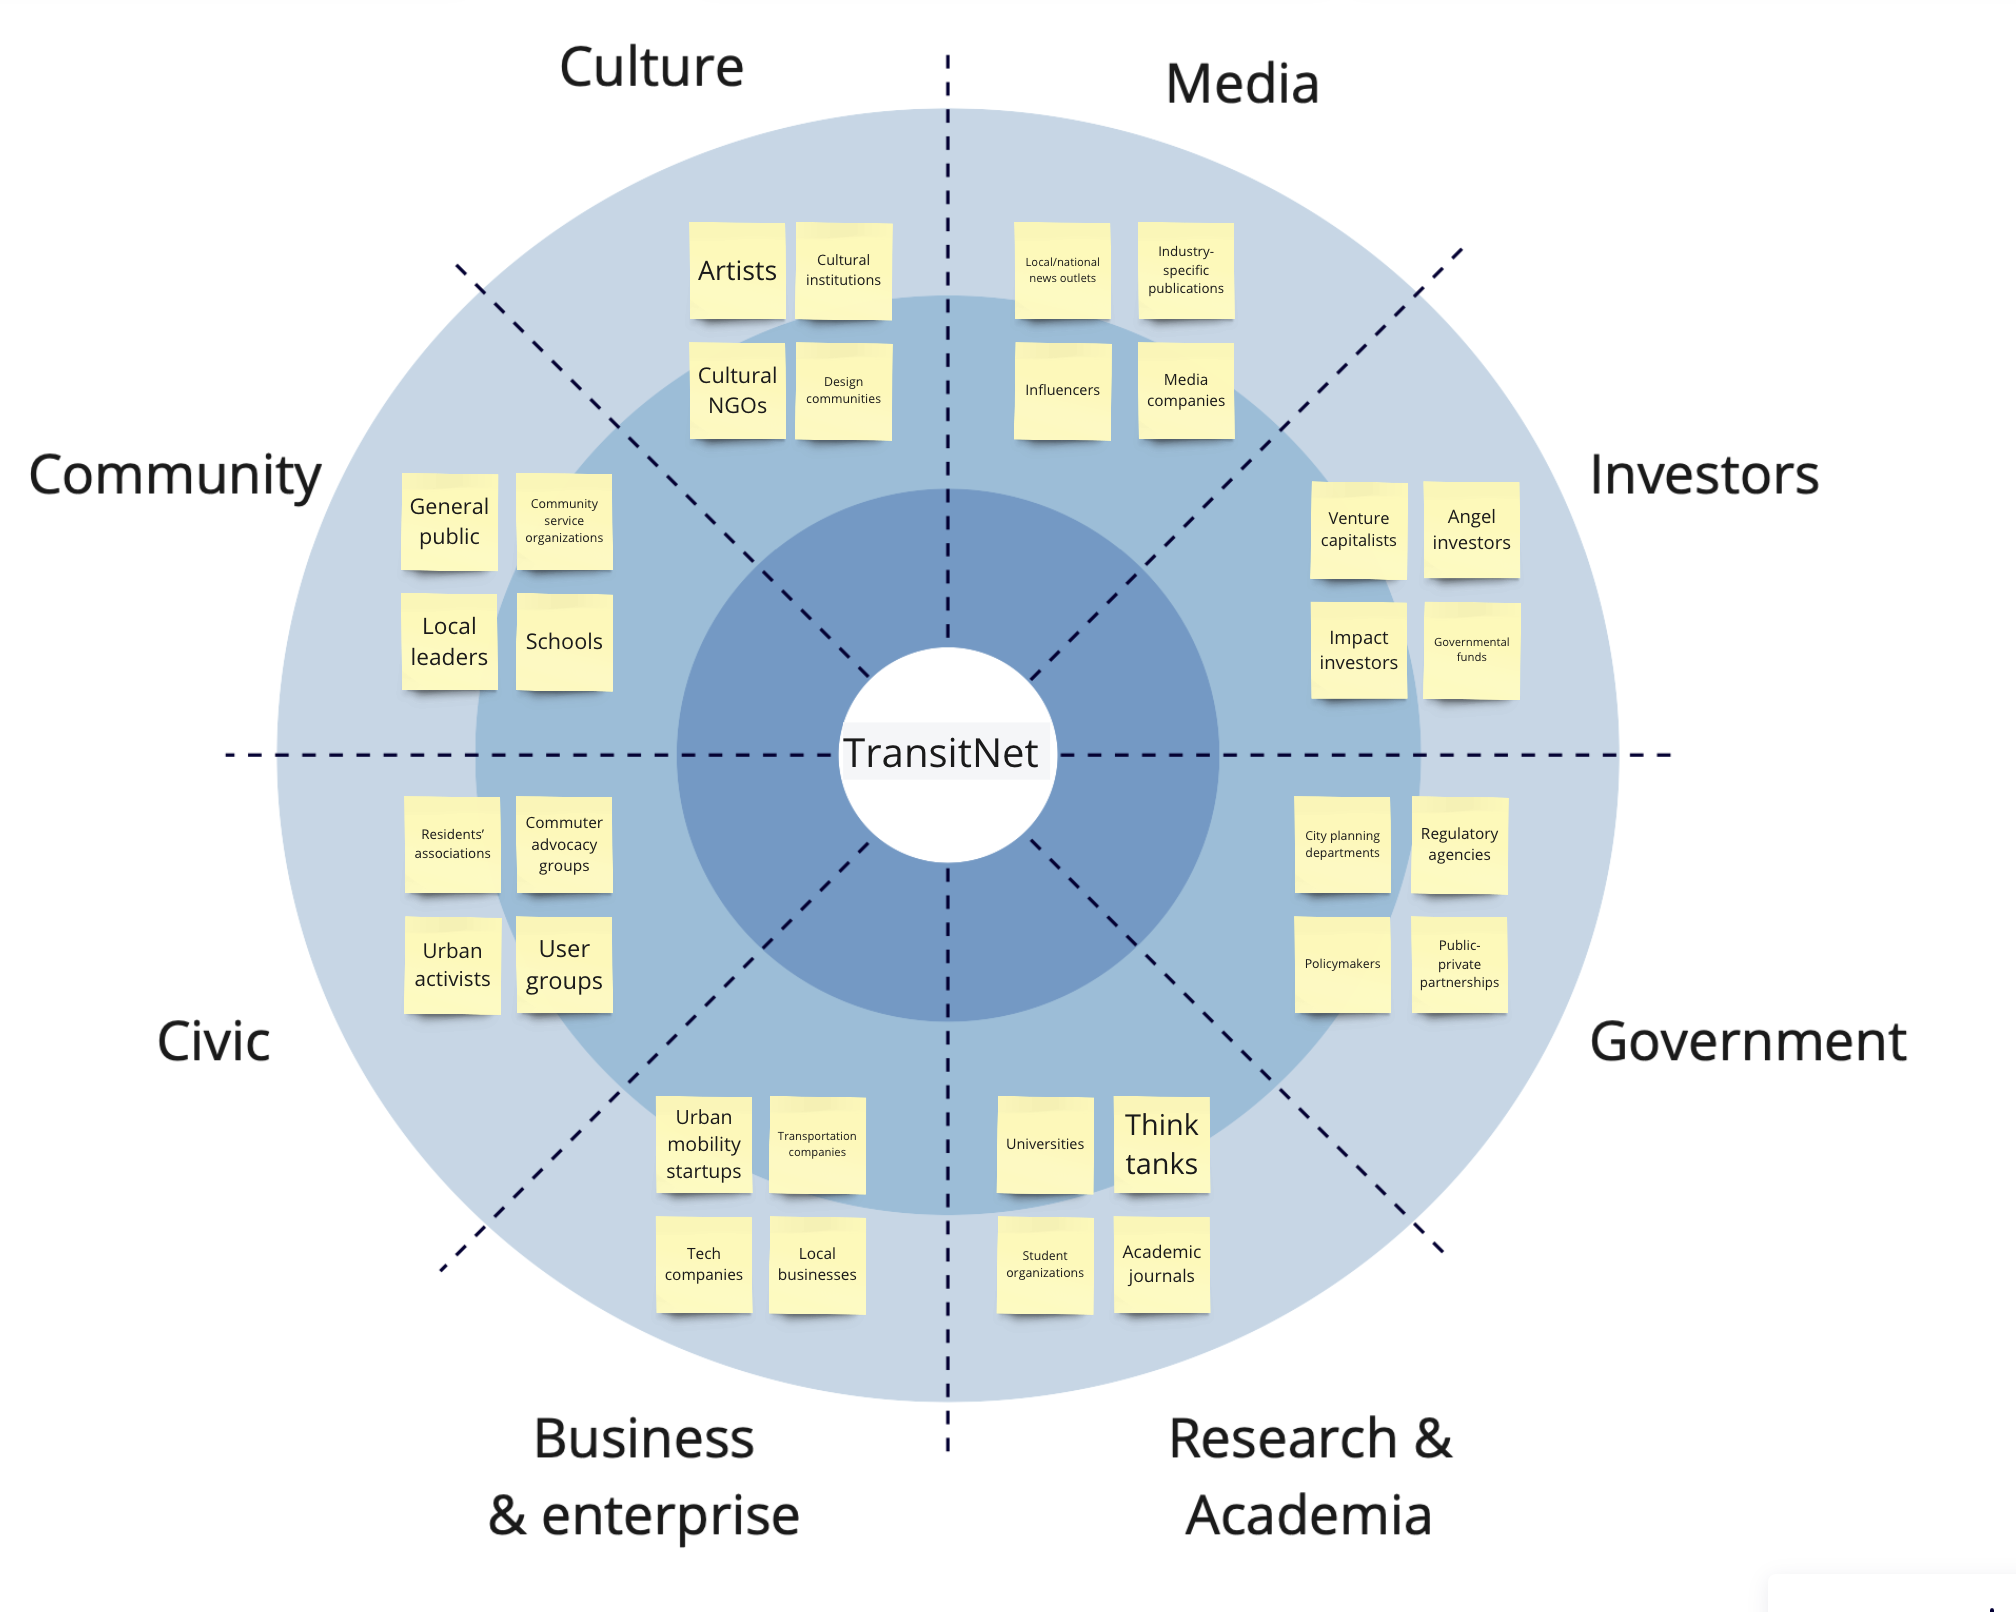 Culture
Media
Artists
Cultural
institutions
Cultural
NGOs
Design
communities
Local/national
news outlets
Industry-
specific
publications
Influencers
Media
companies
Community
General
public
Community
service
organizations
Local
leaders
Schools
Investors
Venture
capitalists
Angel
investors
Impact
investors
Governmental
funds
TransitNet
Residents’
associations
Commuter
advocacy
groups
Urban
activists
User
groups
Civic
City planning
departments
Regulatory
agencies
Policymakers
Public-
private
partnerships
Government
Urban
mobility
startups
Transportation
companies
Tech
companies
Local
businesses
Universities
Think
tanks
Student
organizations
Academic
journals
Business
& enterprise
Research &
Academia